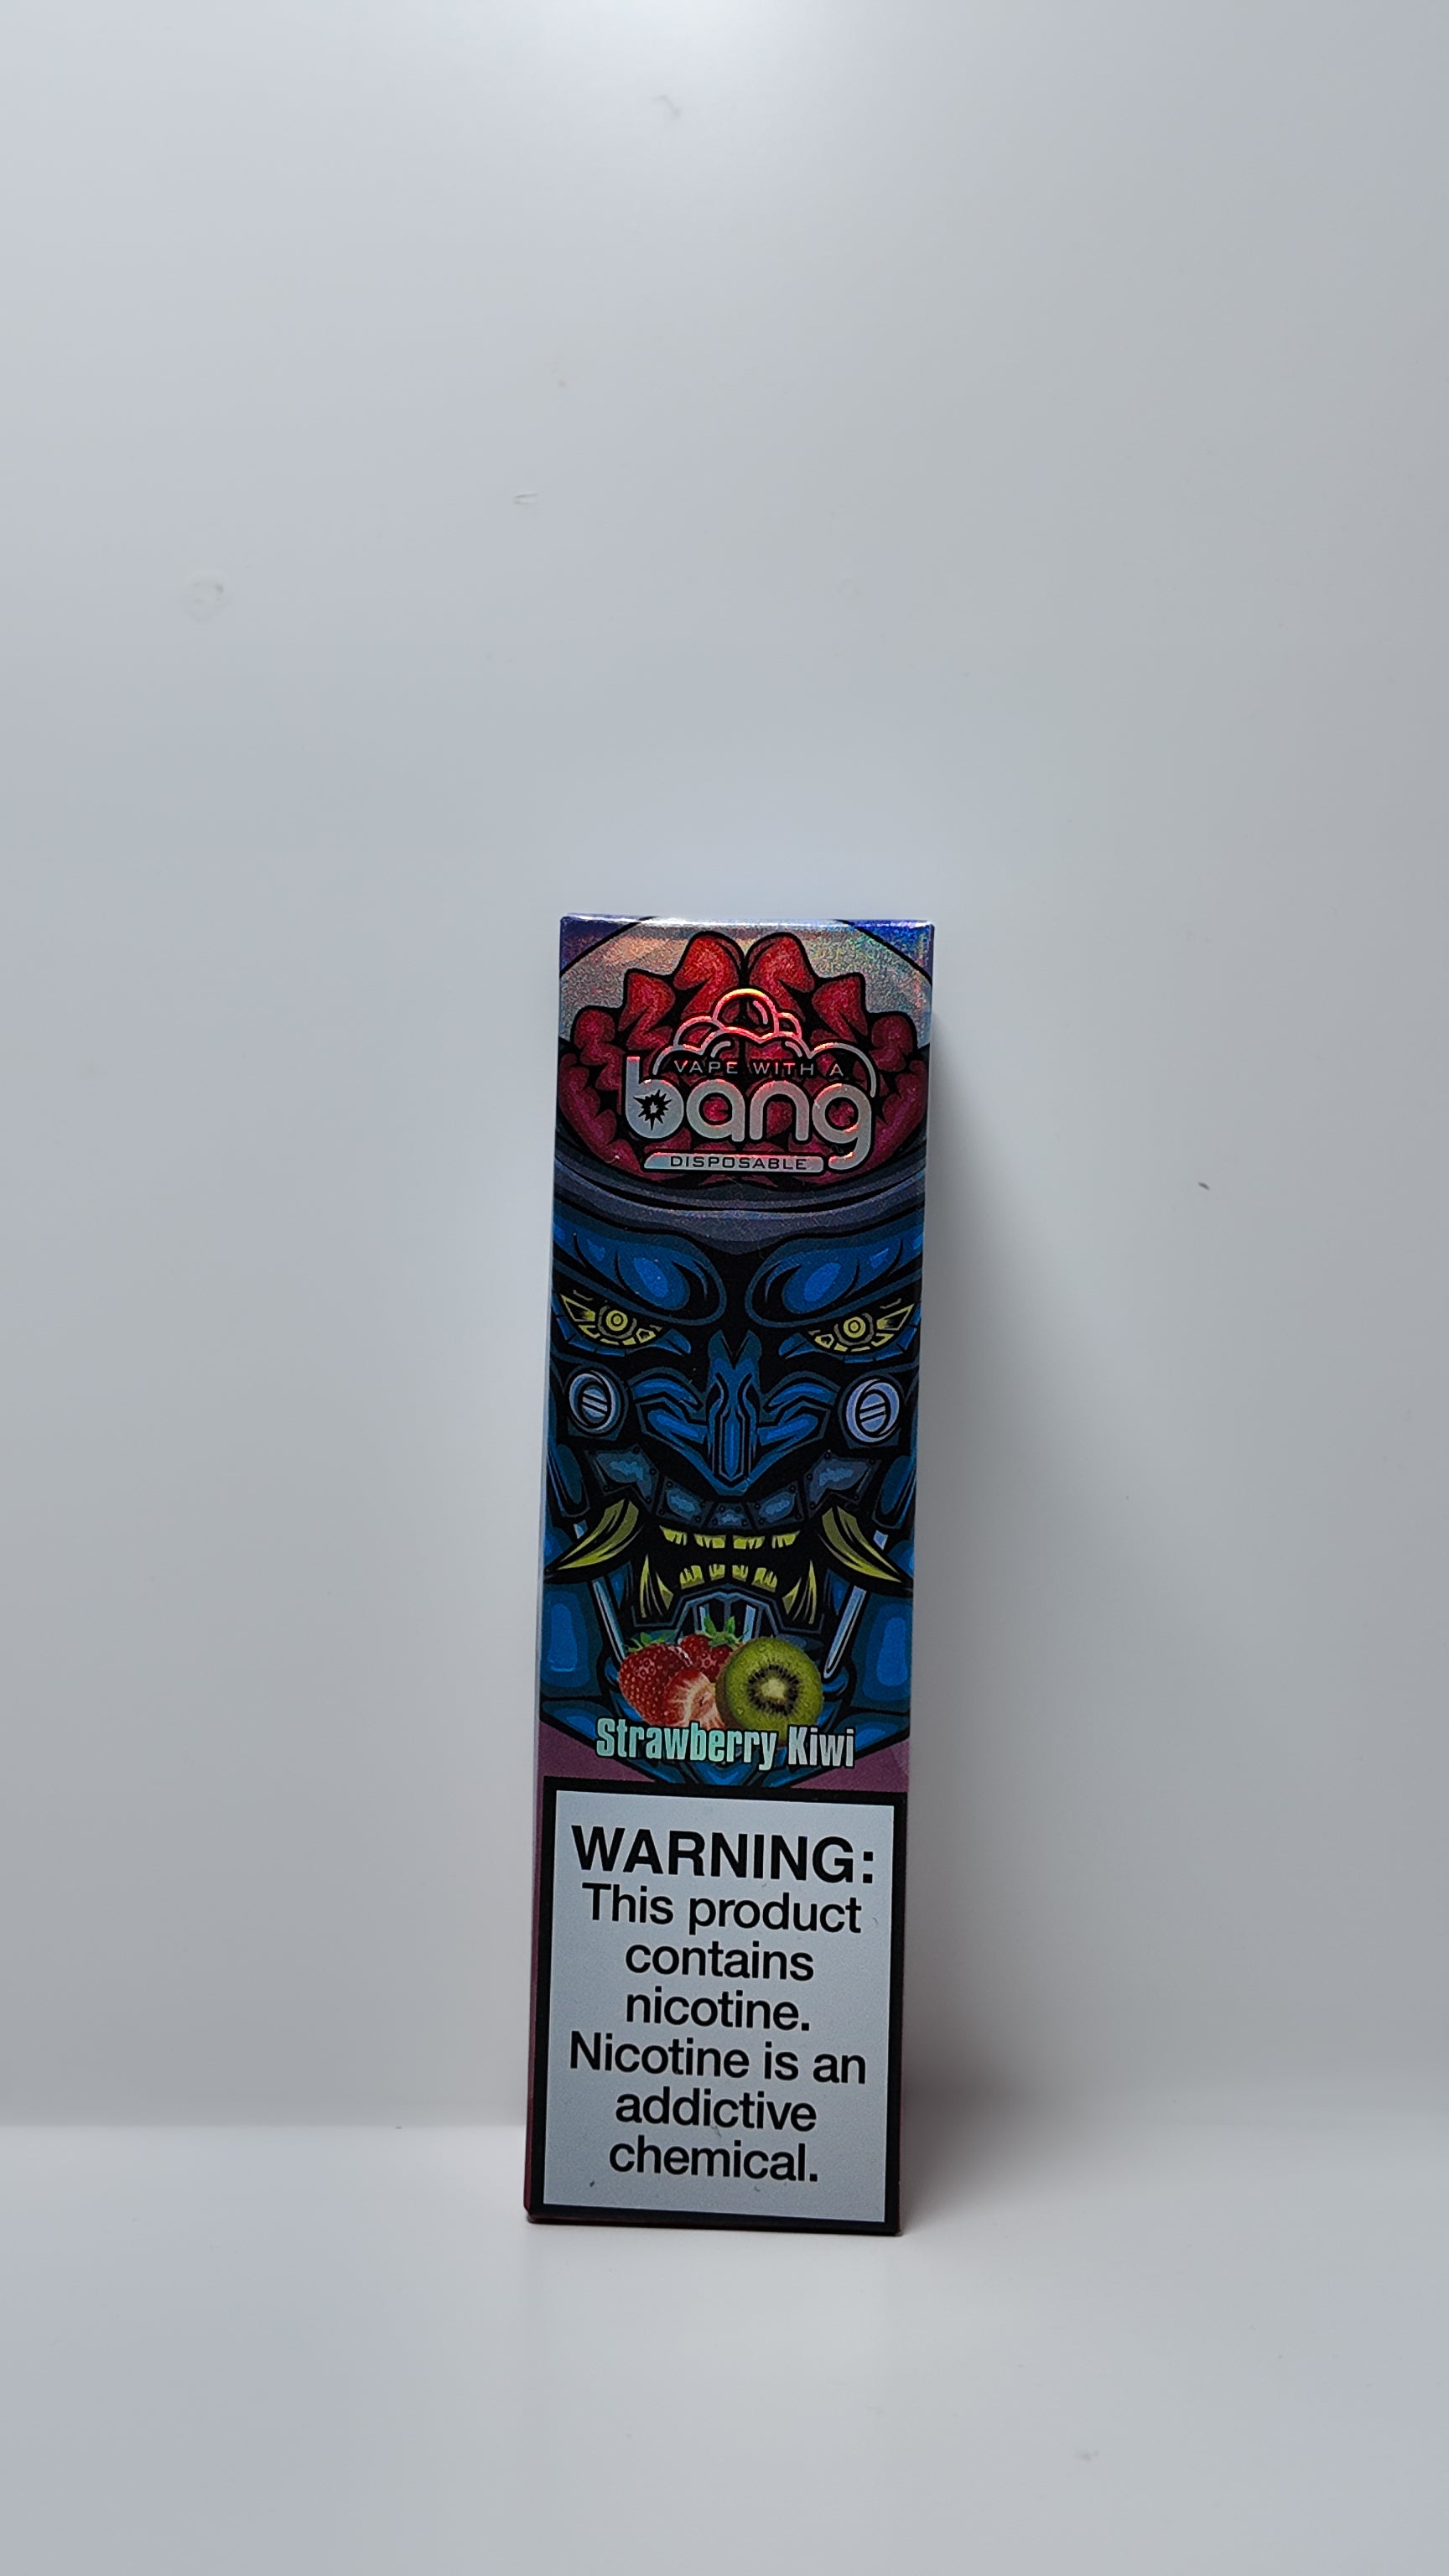 VAPE WITH A
bang
DISPOSABLE
Strawberry Kiwi
WARNING:
This product
contains
nicotine.
Nicotine is an
addictive
chemical.